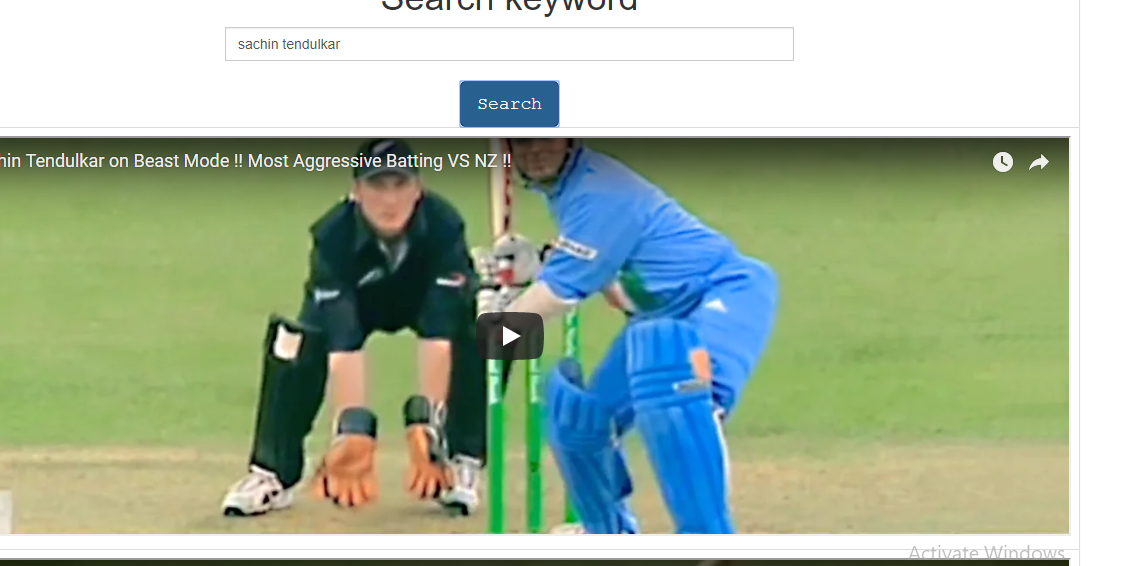 Search keyword
sachin tendulkar
Search
hin Tendulkar on Beast Mode !! Most Aggressive Batting VS NZ !!
Activate Windows